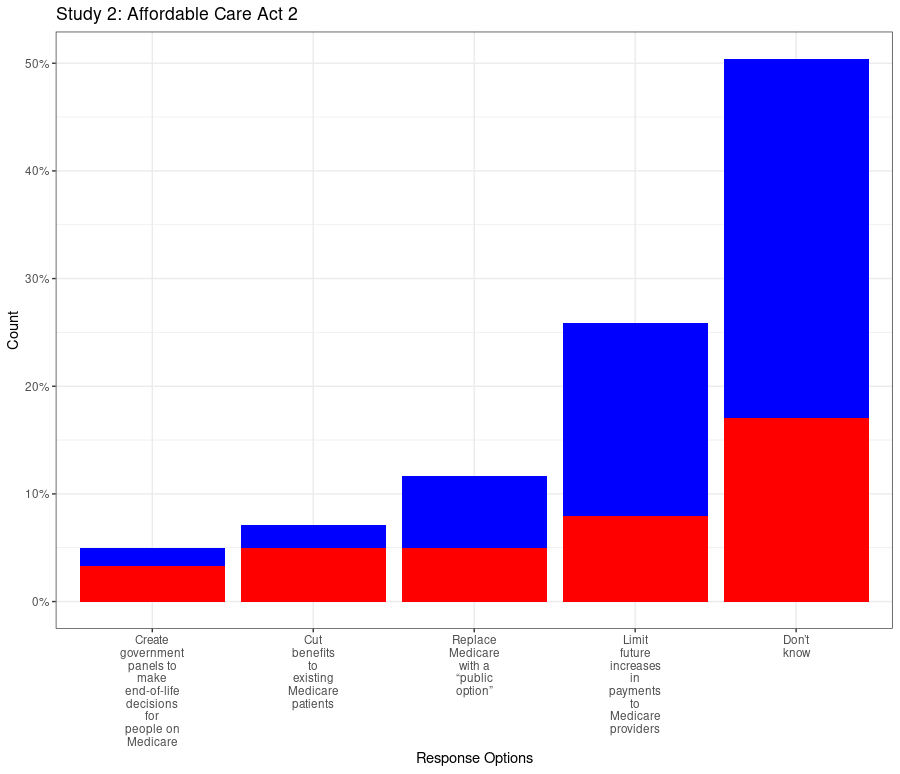 Study 2: Affordable Care Act 2
50%
40%
30%
20%
10%
0%
Count
Create
government
panels to
make
end-of-life
decisions
for
people on
Medicare
Cut
benefits
to
existing
Medicare
patients
Replace
Medicare
with a
“public
option”
Limit
future
increases
in
payments
to
Medicare
providers
Don't
know
Response Options